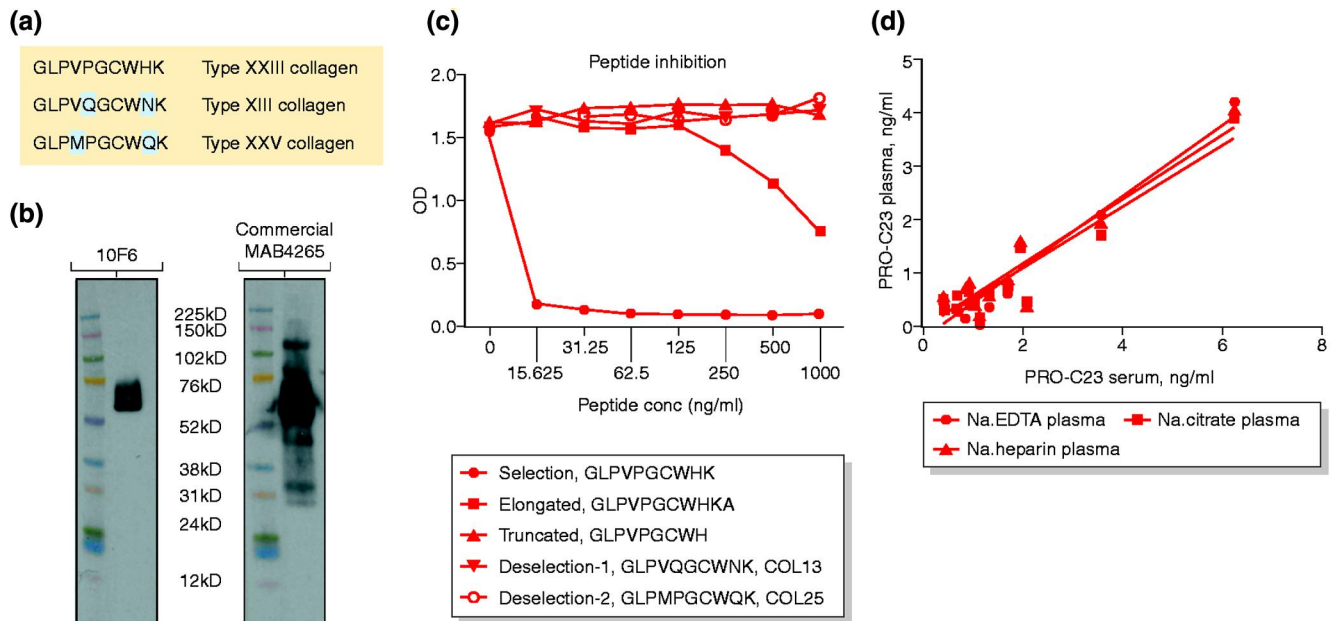 (a)
GLPVPGCWHK Type XXIII collagen
GLPVQGCWNK Type XIII collagen
GLPMPGCWQK Type XXV collagen
(b)
10F6
Commercial
MAB4265
225kD
150kD
102kD
76kD
52kD
38kD
31kD
24kD
12kD
(c)
Peptide inhibition
2.0
1.5
1.0
1.5
0.0
OD
0
31.25
125
500
15.625
62.5
250
1000
Peptide conc (ng/ml)
Selection, GLPVPGCWHK
Elongated, GLPVPGCWHKA
Truncated, GLPVPGCWH
Deselection-1, GLPVQGCWNK, COL13
Deselection-2, GLPMPGCWQK, COL25
(d)
5
4
3
2
1
0
PRO-C23 plasma, ng/ml
0
2
4
6
8
PRO-C23 serum, ng/ml
Na.EDTA plasma
Na.citrate plasma
Na.heparin plasma